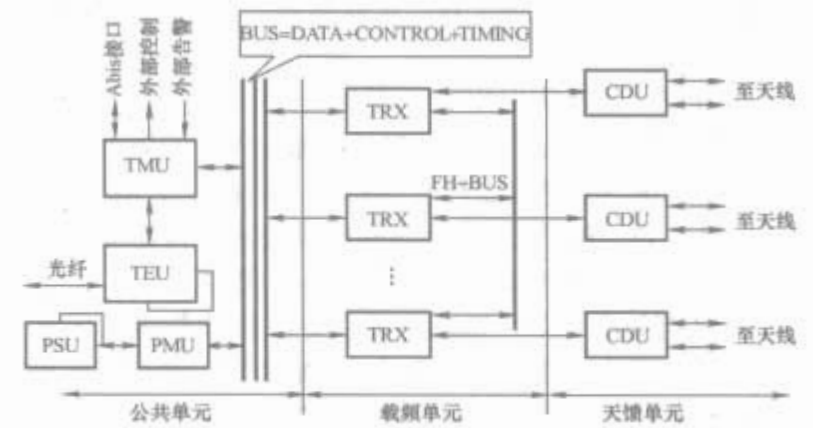 BUS=DATA+CONTROL+TIMING
Abis接口
外部控制
外部告警
TMU
TEU
光纤
PSU
PMU
TRX
FH-BUS
TRX
⋮
TRX
CDU
至天线
CDU
至天线
CDU
至天线
公共单元
载频单元
天馈单元